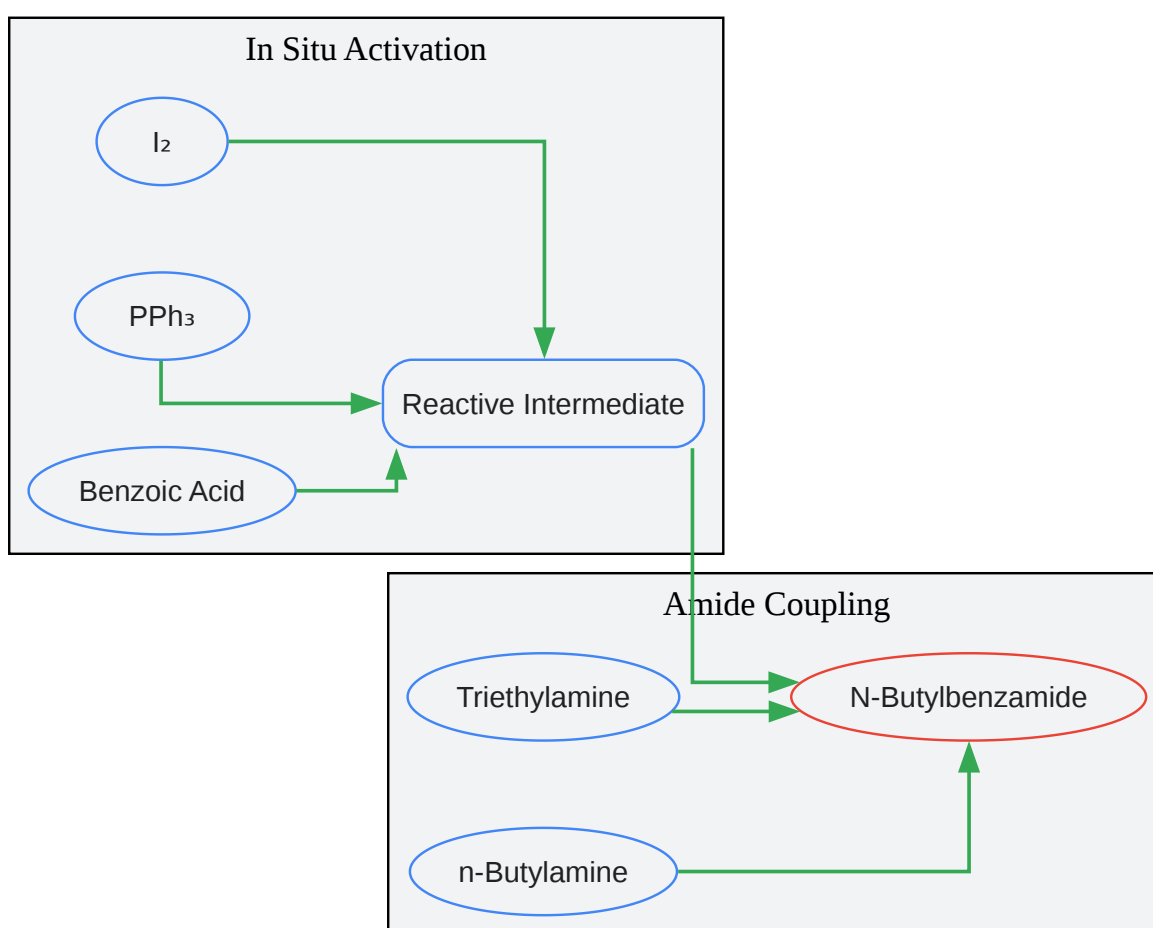 In Situ Activation
I₂
PPh₃
Reactive Intermediate
Benzoic Acid
Amide Coupling
Triethylamine
N-Butylbenzamide
n-Butylamine